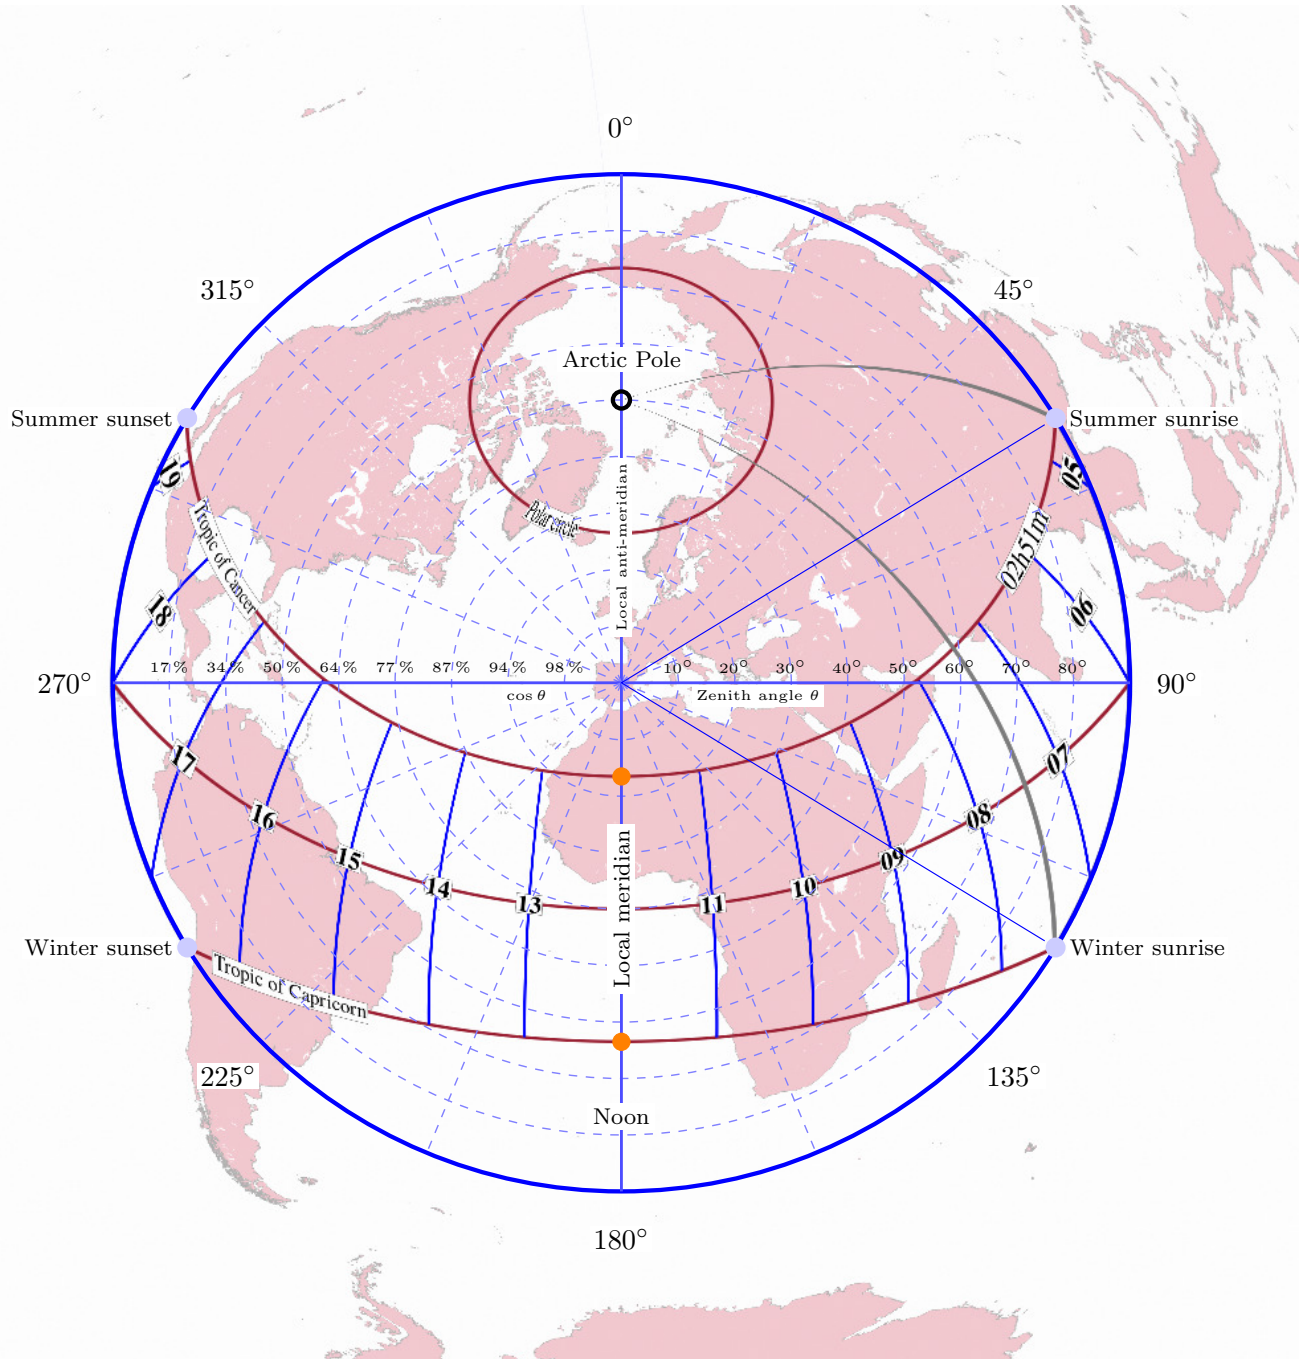 0°
315°
45°
Arctic Pole
Summer sunset
Summer sunrise
19
05
Tropic of Cancer
Polar circle
Local anti-meridian
02h51m
18
06
17%
34%
50%
64%
77%
87%
94%
98%
10°
20°
30°
40°
50°
60°
70°
80°
270°
cos θ
Zenith angle θ
90°
17
07
16
08
15
09
14
10
13
11
Local meridian
Winter sunset
Winter sunrise
Tropic of Capricorn
225°
135°
Noon
180°